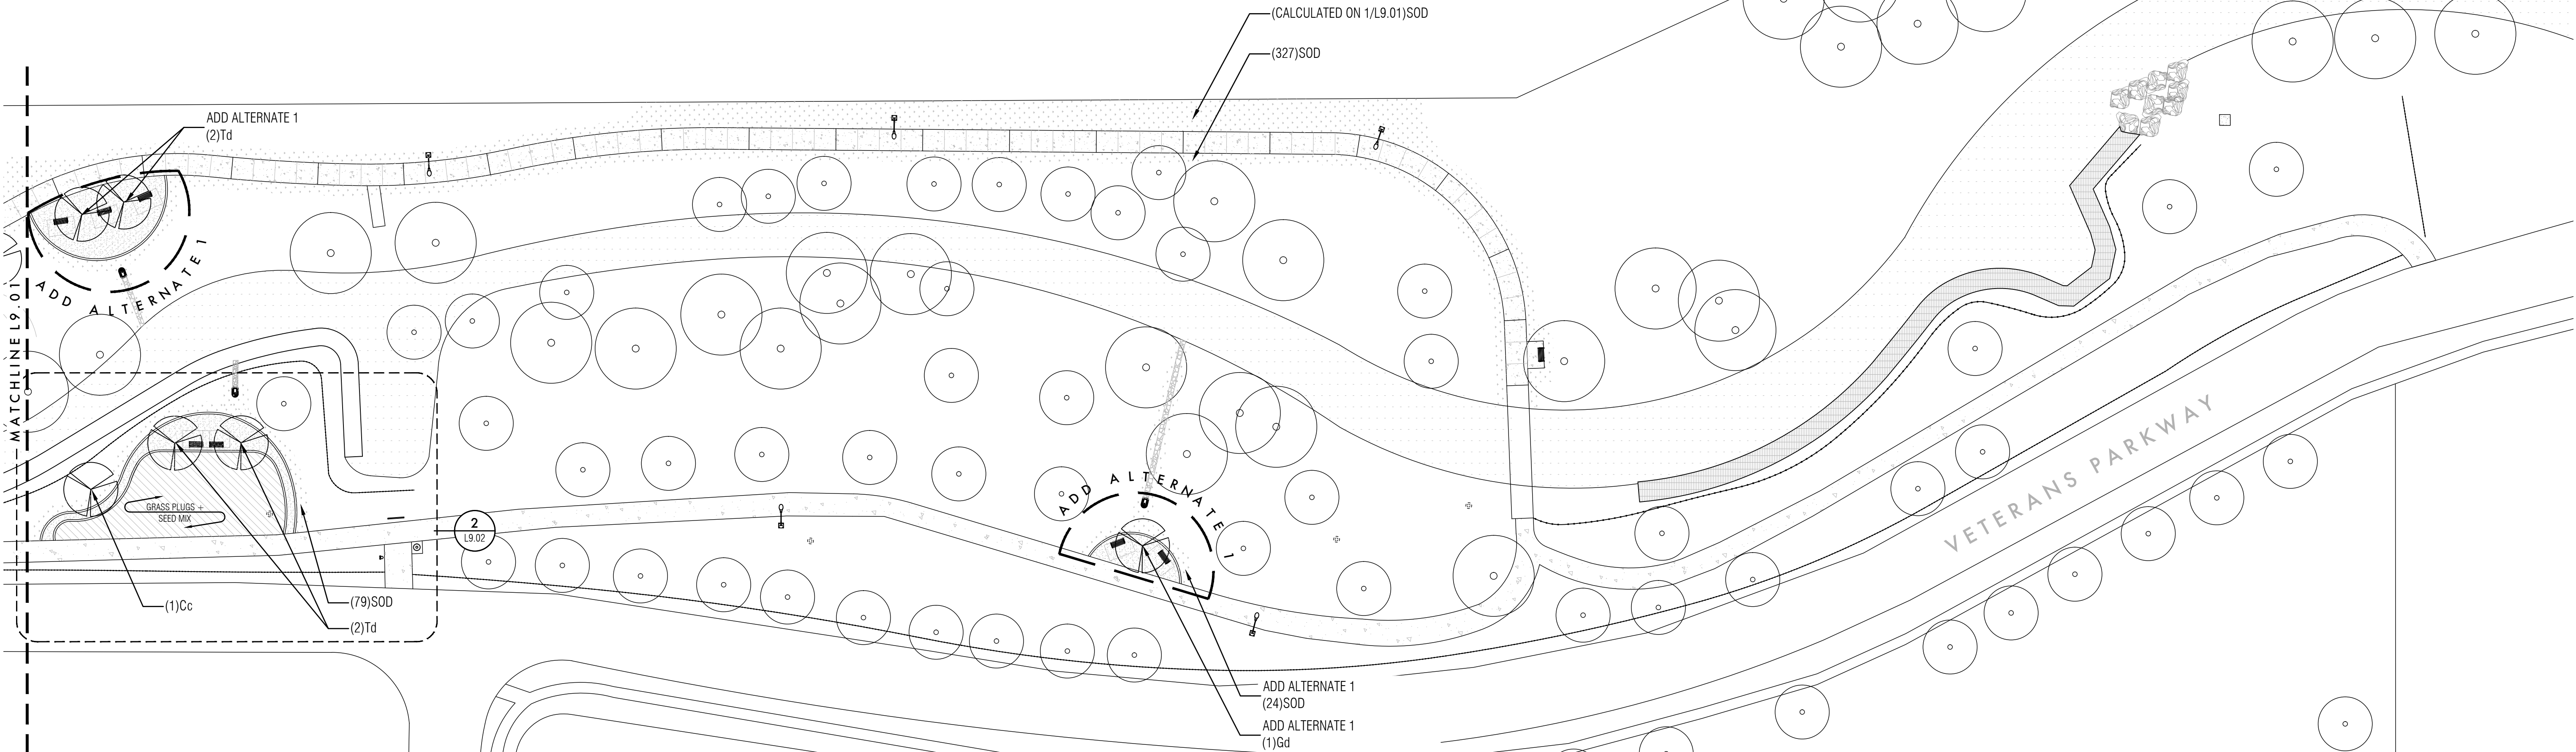 (CALCULATED ON 1/L9.01)SOD
(327)SOD
ADD ALTERNATE 1
(2)Td
ADD ALTERNATE 1
MATCHLINE L9.01
GRASS PLUGS +
SEED MIX
2
L9.02
(1)Cc
(79)SOD
(2)Td
ADD ALTERNATE 1
ADD ALTERNATE 1
(24)SOD
ADD ALTERNATE 1
(1)Gd
VETERANS PARKWAY